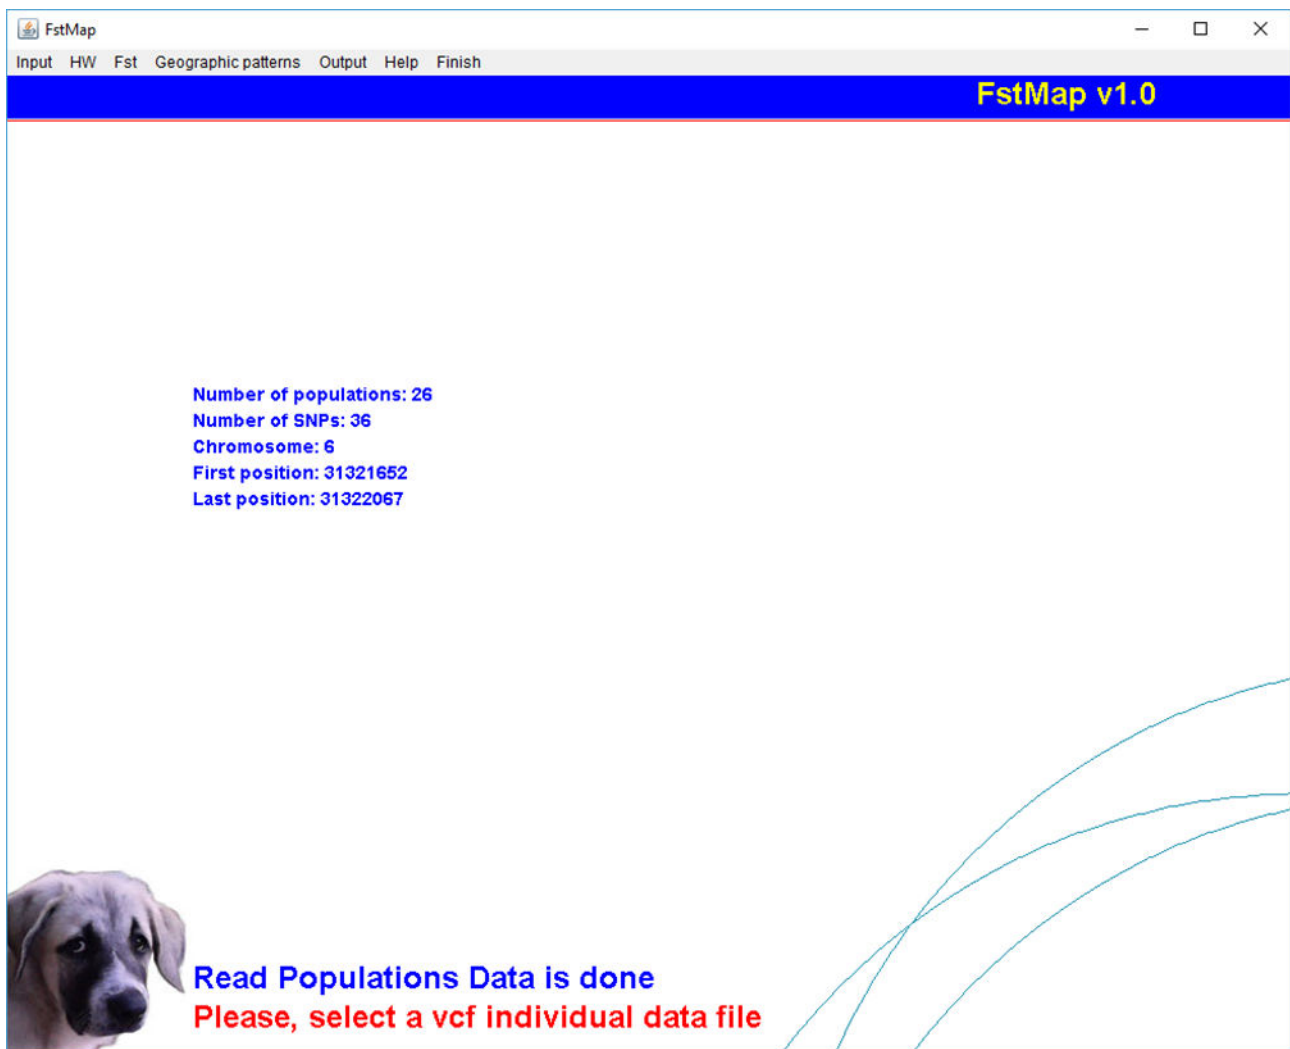 FstMap
Input HW Fst Geographic patterns Output Help Finish
FstMap v1.0
Number of populations: 26
Number of SNPs: 36
Chromosome: 6
First position: 31321652
Last position: 31322067
Read Populations Data is done
Please, select a vcf individual data file